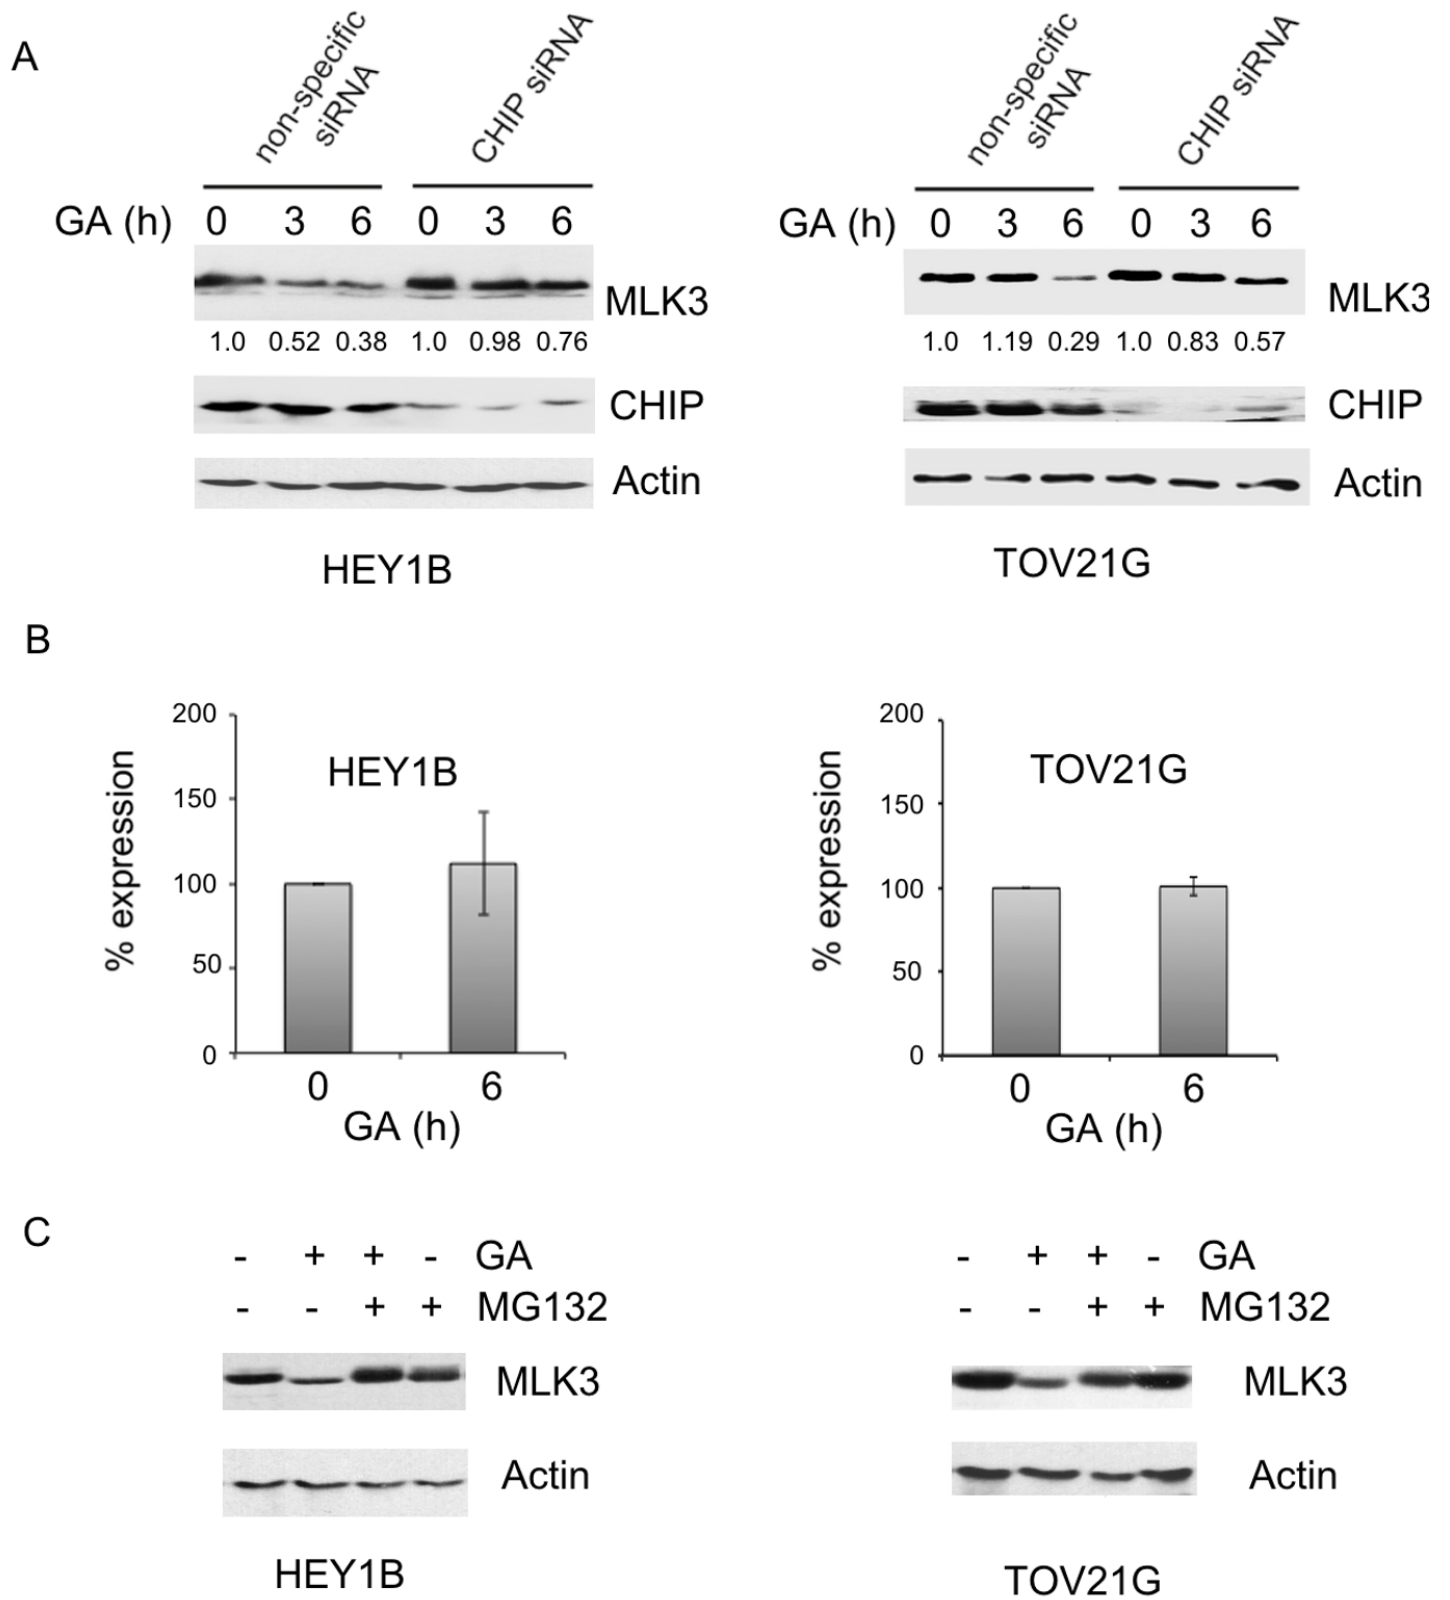 A
non-specific
siRNA
CHIP siRNA
non-specific
siRNA
CHIP siRNA
GA (h) 0 3 6 0 3 6
GA (h) 0 3 6 0 3 6
MLK3
MLK3
1.0 0.52 0.38 1.0 0.98 0.76
1.0 1.19 0.29 1.0 0.83 0.57
CHIP
CHIP
Actin
Actin
HEY1B
TOV21G
B
200
150
100
50
0
% expression
HEY1B
0 6
GA (h)
200
150
100
50
0
% expression
TOV21G
0 6
GA (h)
C
- + + - GA
- - + + MG132
MLK3
Actin
HEY1B
- + + - GA
- - + + MG132
MLK3
Actin
TOV21G